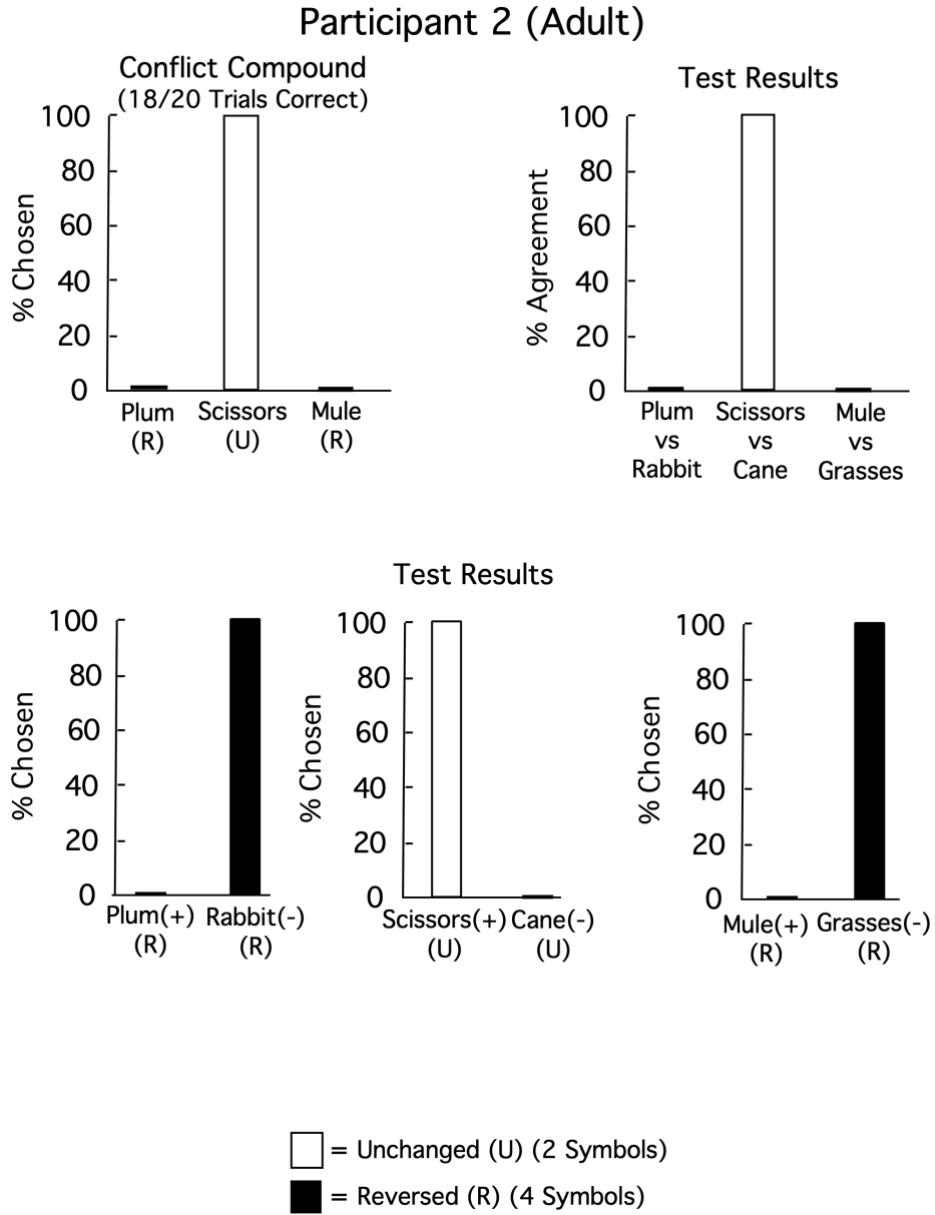 Participant 2 (Adult)
Conflict Compound
(18/20 Trials Correct)
% Chosen
100
80
60
40
20
0
Plum
(R)
Scissors
(U)
Mule
(R)
Test Results
% Agreement
100
80
60
40
20
0
Plum
vs
Rabbit
Scissors
vs
Cane
Mule
vs
Grasses
Test Results
% Chosen
100
80
60
40
20
0
Plum(+)
(R)
Rabbit(-)
(R)
% Chosen
100
80
60
40
20
0
Scissors(+)
(U)
Cane(-)
(U)
% Chosen
100
80
60
40
20
0
Mule(+)
(R)
Grasses(-)
(R)
= Unchanged (U) (2 Symbols)
= Reversed (R) (4 Symbols)